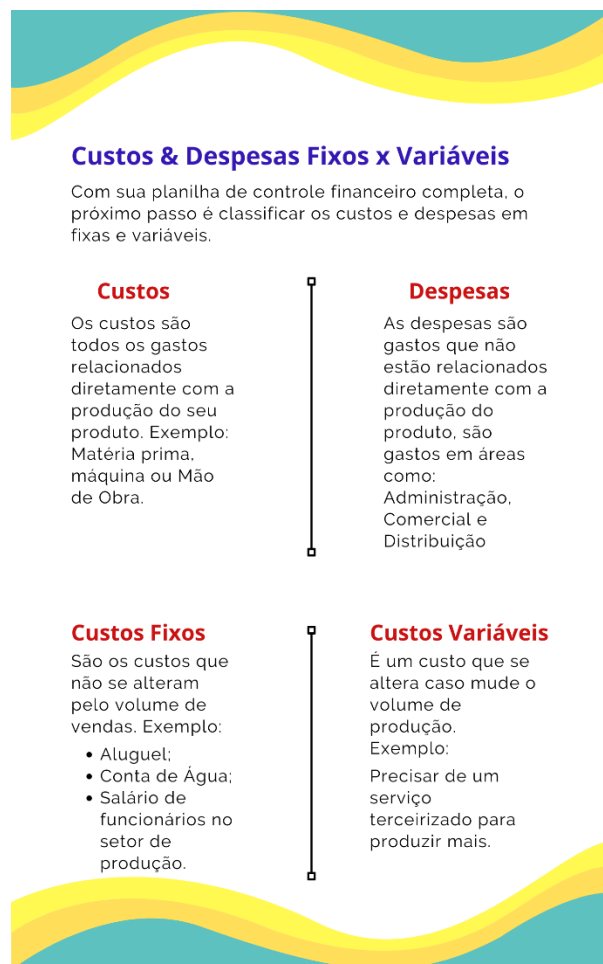 Custos & Despesas Fixos x Variáveis
Com sua planilha de controle financeiro completa, o
próximo passo é classificar os custos e despesas em
fixas e variáveis.
Custos
Os custos são
todos os gastos
relacionados
diretamente com a
produção do seu
produto. Exemplo:
Matéria prima,
máquina ou Mão
de Obra.
Despesas
As despesas são
gastos que não
estão relacionados
diretamente com a
produção do
produto, são
gastos em áreas
como:
Administração,
Comercial e
Distribuição
Custos Fixos
São os custos que
não se alteram
pelo volume de
vendas. Exemplo:
• Aluguel;
• Conta de Água;
• Salário de
funcionários no
setor de
produção.
Custos Variáveis
É um custo que se
altera caso mude o
volume de
produção.
Exemplo:
Precisar de um
serviço
terceirizado para
produzir mais.